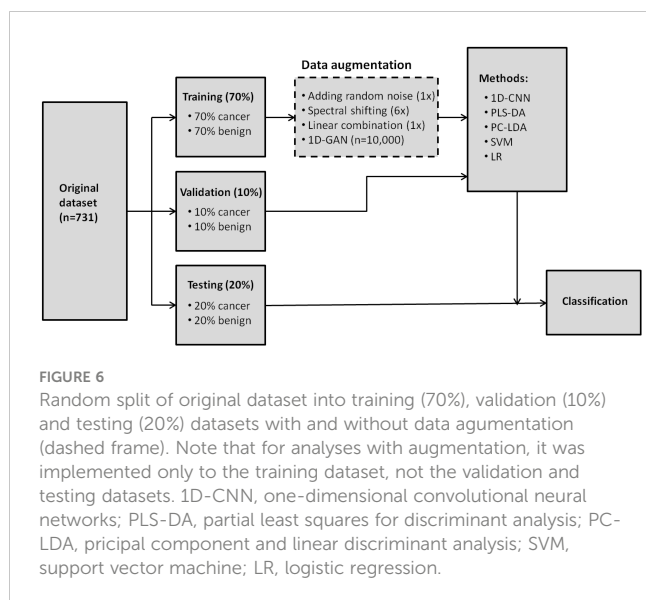 Original
dataset
(n=731)
Training (70%)
• 70% cancer
• 70% benign
Validation (10%)
• 10% cancer
• 10% benign
Testing (20%)
• 20% cancer
• 20% benign
Data augmentation
• Adding random noise (1x)
• Spectral shifting (6x)
• Linear combination (1x)
• 1D-GAN (n=10,000)
Methods:
• 1D-CNN
• PLS-DA
• PC-LDA
• SVM
• LR
Classification
FIGURE 6
Random split of original dataset into training (70%), validation (10%)
and testing (20%) datasets with and without data agumentation
(dashed frame). Note that for analyses with augmentation, it was
implemented only to the training dataset, not the validation and
testing datasets. 1D-CNN, one-dimensional convolutional neural
networks; PLS-DA, partial least squares for discriminant analysis; PC-
LDA, pricipal component and linear discriminant analysis; SVM,
support vector machine; LR, logistic regression.